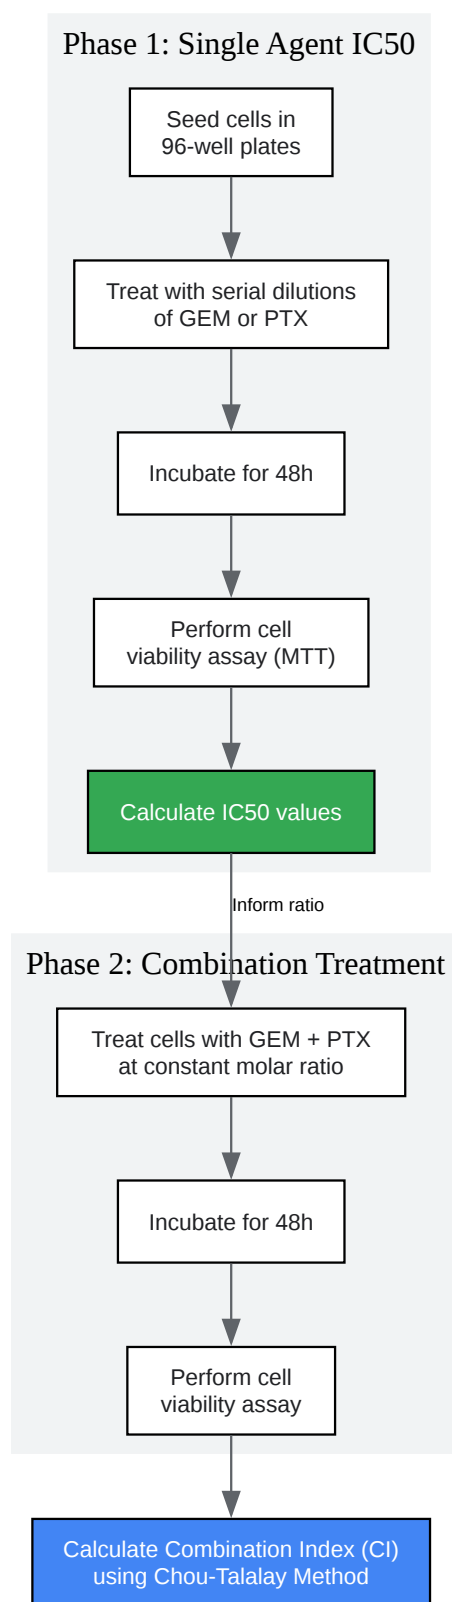 Phase 1: Single Agent IC50
Seed cells in
96-well plates
Treat with serial dilutions
of GEM or PTX
Incubate for 48h
Perform cell
viability assay (MTT)
Calculate IC50 values
Inform ratio
Phase 2: Combination Treatment
Treat cells with GEM + PTX
at constant molar ratio
Incubate for 48h
Perform cell
viability assay
Calculate Combination Index (CI)
using Chou-Talalay Method